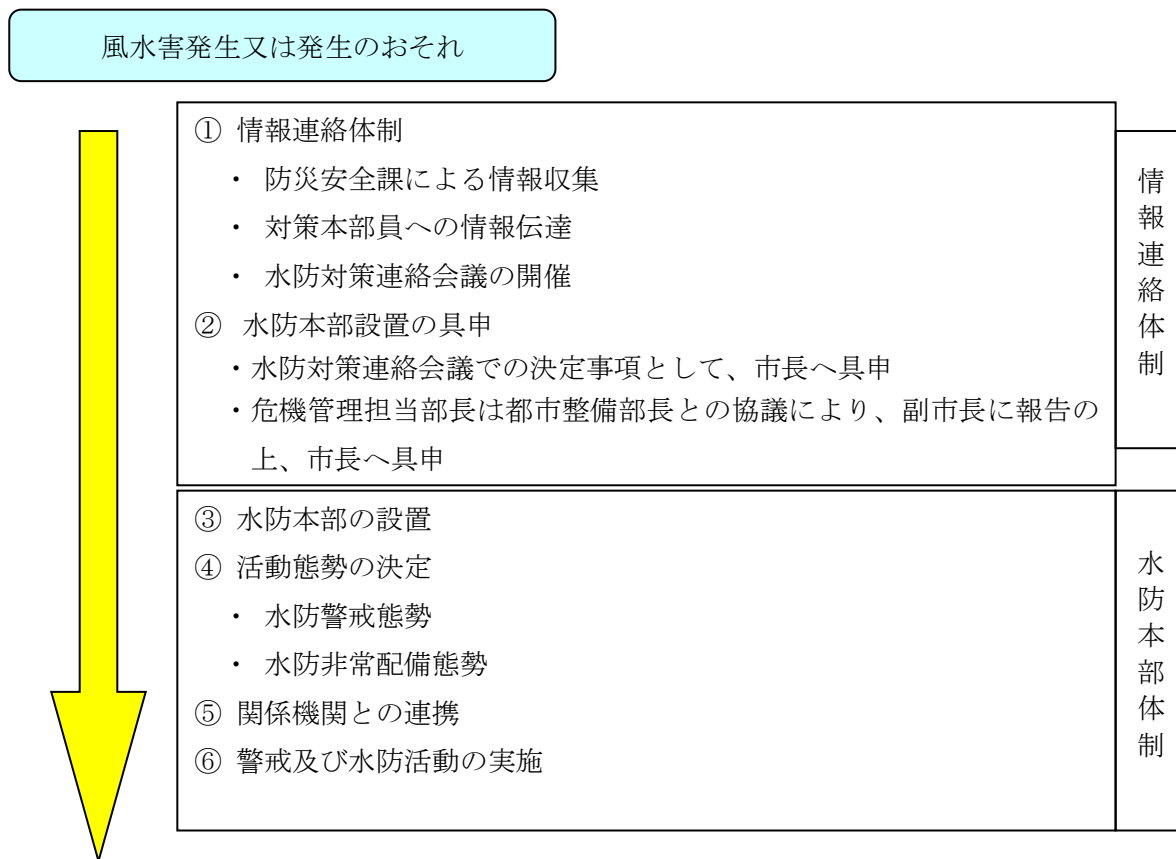 風水害発生又は発生のおそれ
① 情報連絡体制
・ 防災安全課による情報収集
・ 対策本部員への情報伝達
・ 水防対策連絡会議の開催
② 水防本部設置の具申
・水防対策連絡会議での決定事項として、市長へ具申
・危機管理担当部長は都市整備部長との協議により、副市長に報告の
上、市長へ具申
情報連絡体制
③ 水防本部の設置
④ 活動態勢の決定
・ 水防警戒態勢
・ 水防非常配備態勢
⑤ 関係機関との連携
⑥ 警戒及び水防活動の実施
水防本部体制